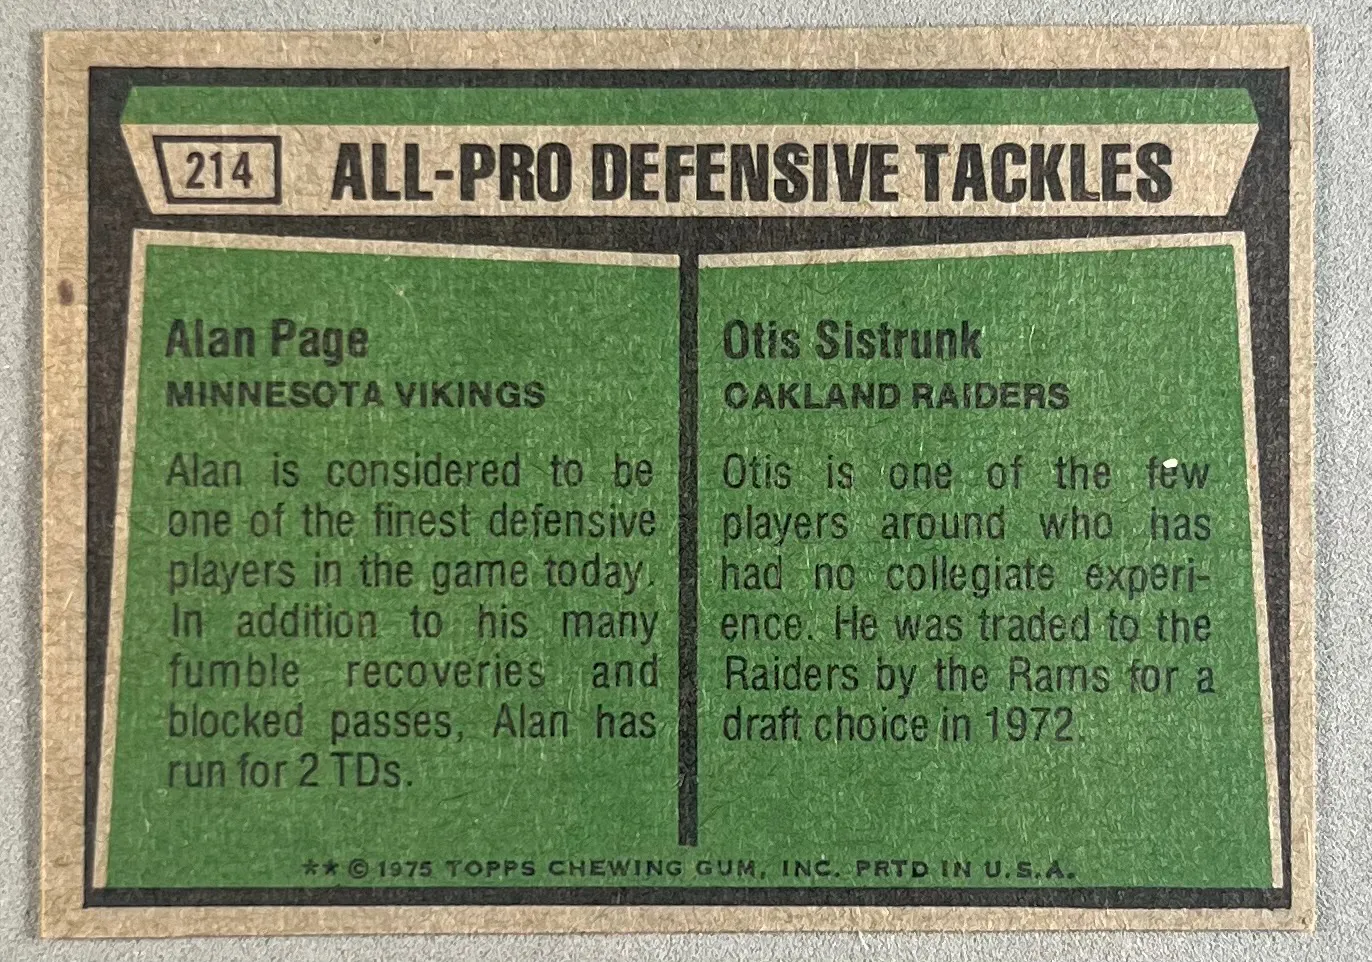 214 ALL-PRO DEFENSIVE TACKLES
Alan Page
MINNESOTA VIKINGS
Alan is considered to be
one of the finest defensive
players in the game today.
In addition to his many
fumble recoveries and
blocked passes, Alan has
run for 2 TDs.
Otis Sistrunk
OAKLAND RAIDERS
Otis is one of the few
players around who has
had no collegiate experi-
ence. He was traded to the
Raiders by the Rams for a
draft choice in 1972.
** © 1975 TOPPS CHEWING GUM, INC. PRTD IN U.S.A.